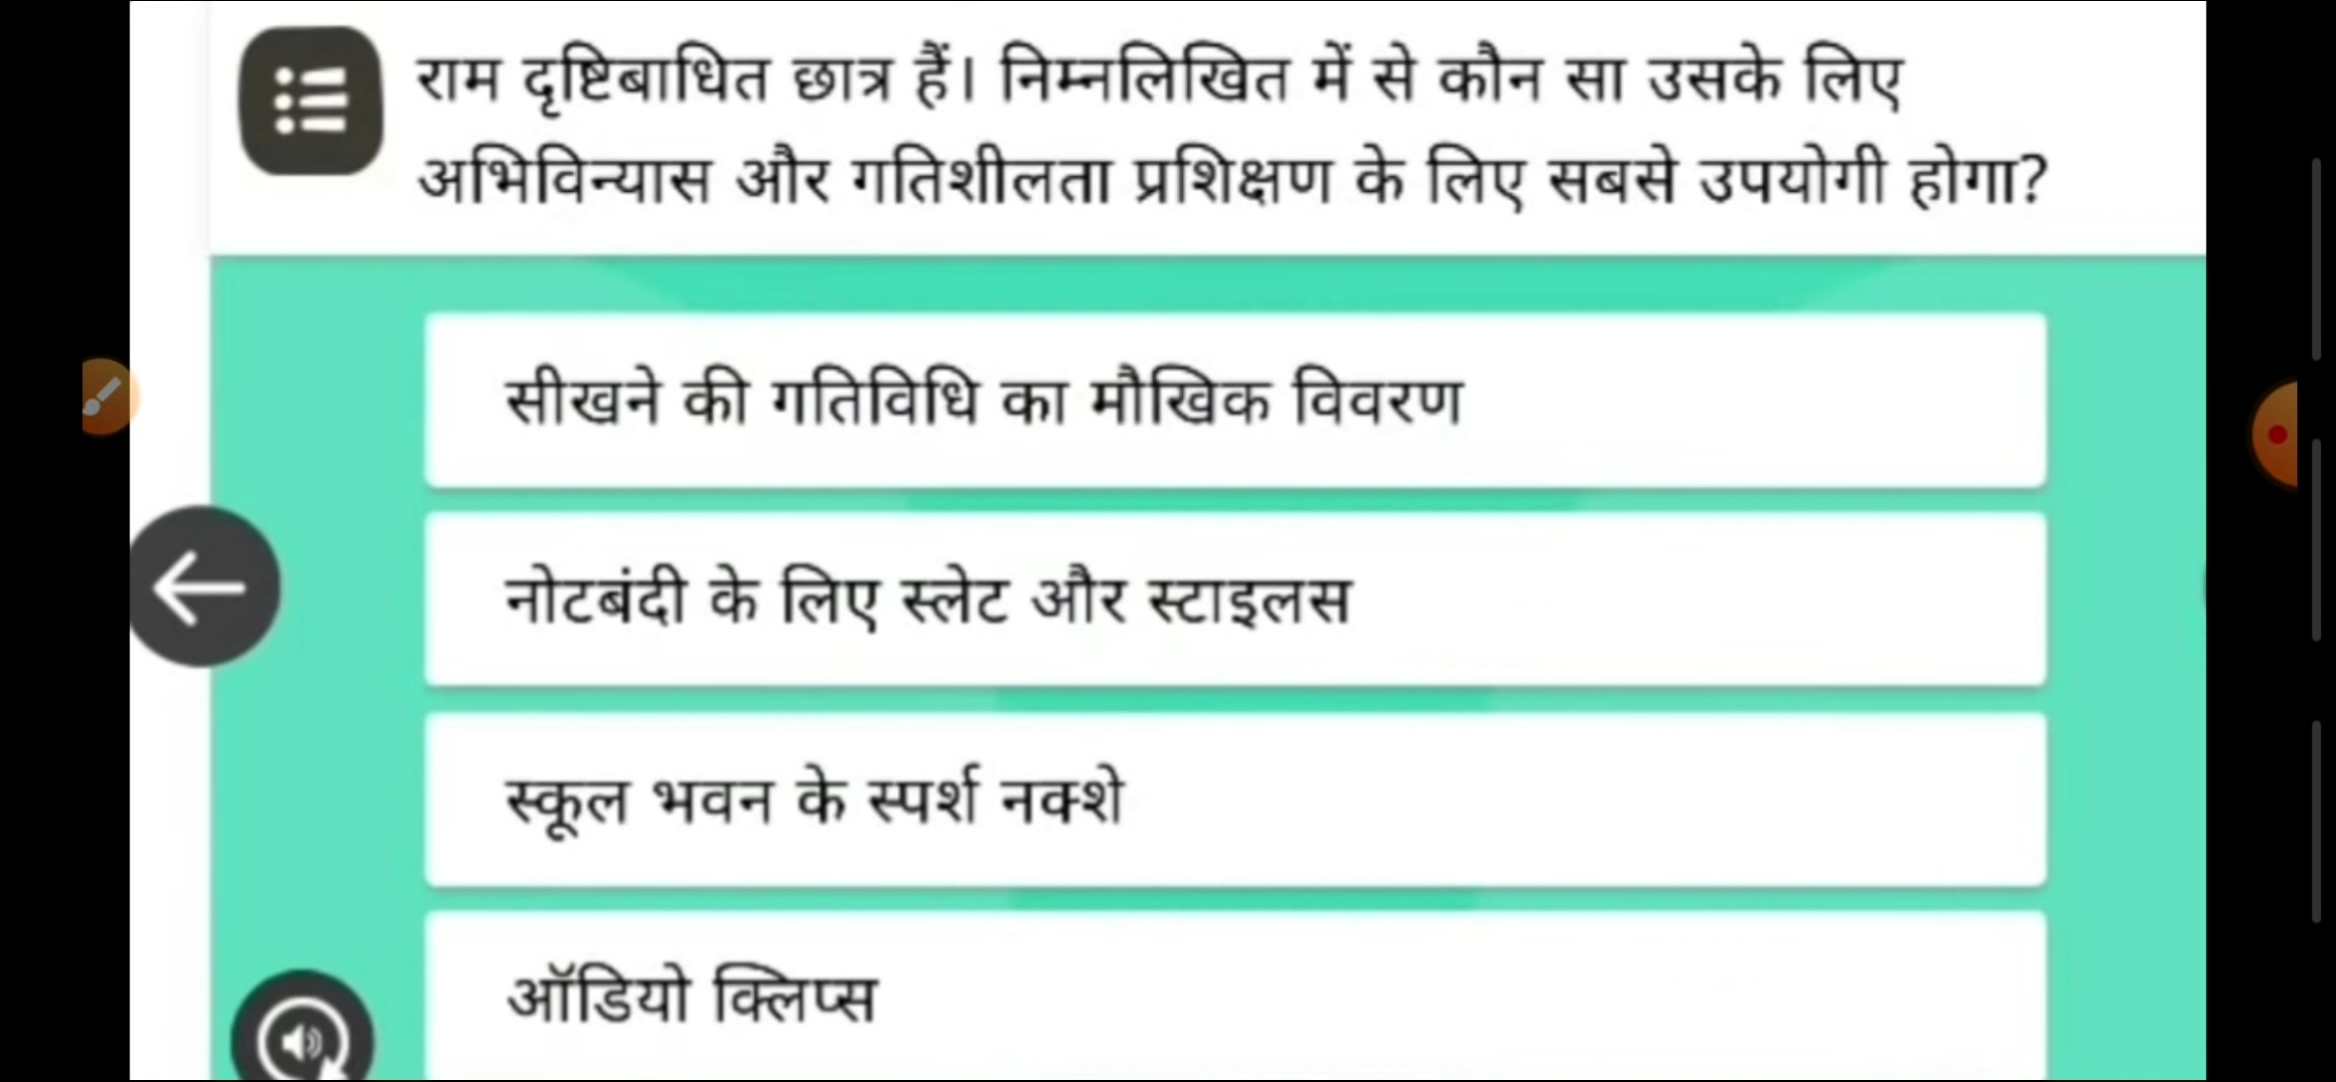 राम दृष्टिबाधित छात्र हैं। निम्नलिखित में से कौन सा उसके लिए
अभिविन्यास और गतिशीलता प्रशिक्षण के लिए सबसे उपयोगी होगा?
सीखने की गतिविधि का मौखिक विवरण
नोटबंदी के लिए स्लेट और स्टाइलस
स्कूल भवन के स्पर्श नक्शे
ऑडियो क्लिप्स